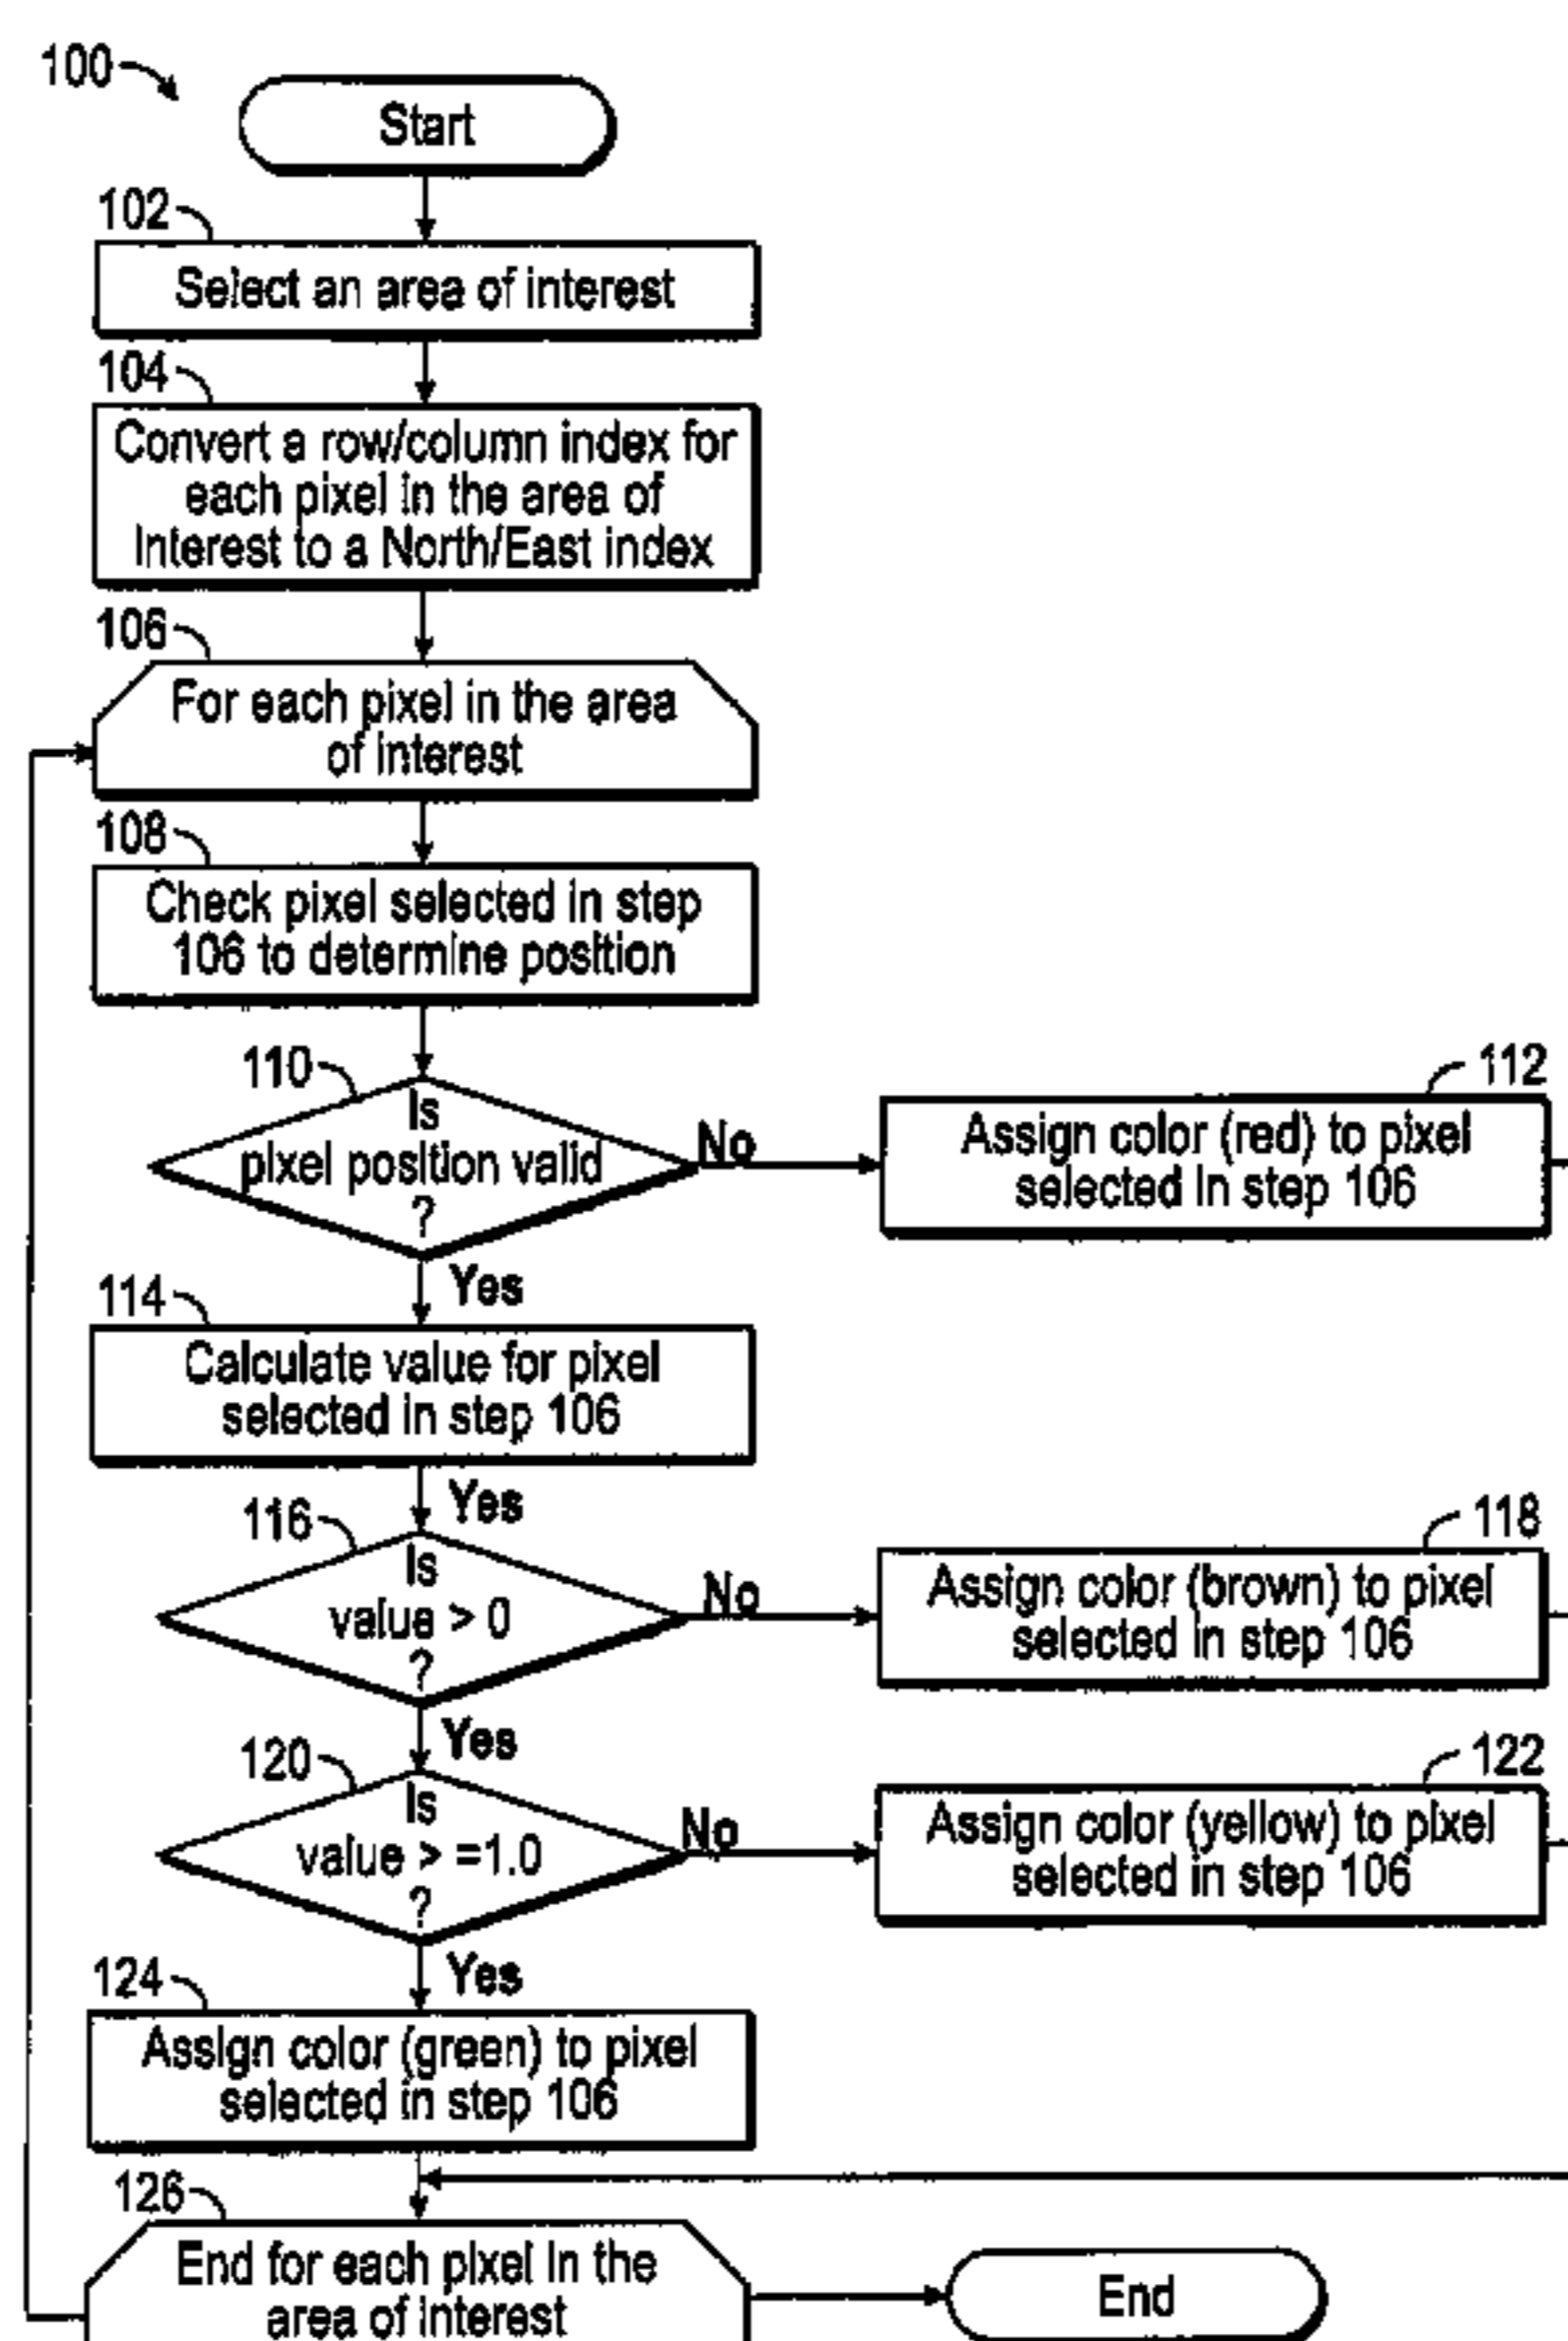 100
Start
102
Select an area of interest
104
Convert a row/column index for
each pixel in the area of
Interest to a North/East index
106
For each pixel in the area
of interest
108
Check pixel selected in step
106 to determine position
110
Is
pixel position valid
?
No
112
Assign color (red) to pixel
selected in step 106
Yes
114
Calculate value for pixel
selected in step 106
Yes
116
Is
value > 0
?
No
118
Assign color (brown) to pixel
selected in step 106
Yes
120
Is
value > =1.0
?
No
122
Assign color (yellow) to pixel
selected in step 106
Yes
124
Assign color (green) to pixel
selected in step 106
126
End for each pixel in the
area of interest
End